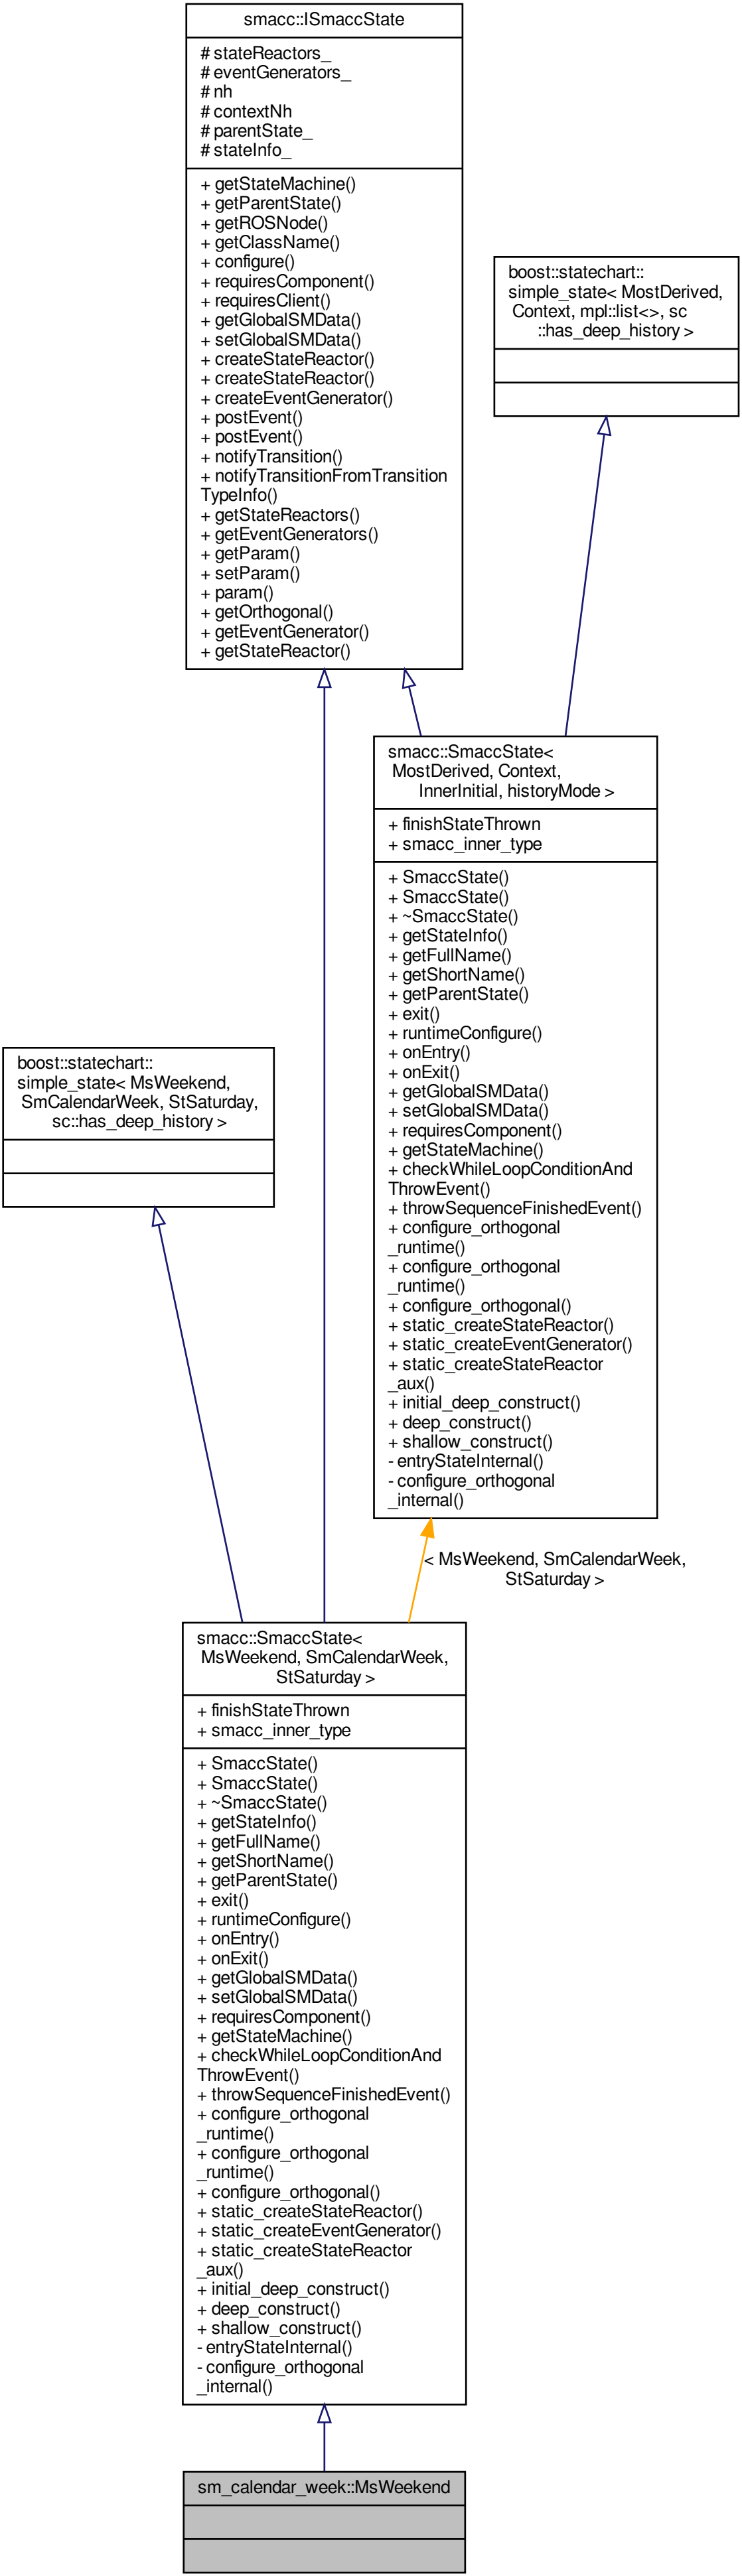 smacc::ISmaccState
# stateReactors_
# eventGenerators_
# nh
# contextNh
# parentState_
# stateInfo_
+ getStateMachine()
+ getParentState()
+ getROSNode()
+ getClassName()
+ configure()
+ requiresComponent()
+ requiresClient()
+ getGlobalSMData()
+ setGlobalSMData()
+ createStateReactor()
+ createStateReactor()
+ createEventGenerator()
+ postEvent()
+ postEvent()
+ notifyTransition()
+ notifyTransitionFromTransition
TypeInfo()
+ getStateReactors()
+ getEventGenerators()
+ getParam()
+ setParam()
+ param()
+ getOrthogonal()
+ getEventGenerator()
+ getStateReactor()
boost::statechart::
simple_state< MostDerived,
Context, mpl::list<>, sc
::has_deep_history >
smacc::SmaccState<
MostDerived, Context,
InnerInitial, historyMode >
+ finishStateThrown
+ smacc_inner_type
+ SmaccState()
+ SmaccState()
+ ~SmaccState()
+ getStateInfo()
+ getFullName()
+ getShortName()
+ getParentState()
+ exit()
+ runtimeConfigure()
+ onEntry()
+ onExit()
+ getGlobalSMData()
+ setGlobalSMData()
+ requiresComponent()
+ getStateMachine()
+ checkWhileLoopConditionAnd
ThrowEvent()
+ throwSequenceFinishedEvent()
+ configure_orthogonal
_runtime()
+ configure_orthogonal
_runtime()
+ configure_orthogonal()
+ static_createStateReactor()
+ static_createEventGenerator()
+ static_createStateReactor
_aux()
+ initial_deep_construct()
+ deep_construct()
+ shallow_construct()
- entryStateInternal()
- configure_orthogonal
_internal()
boost::statechart::
simple_state< MsWeekend,
SmCalendarWeek, StSaturday,
sc::has_deep_history >
< MsWeekend, SmCalendarWeek,
StSaturday >
smacc::SmaccState<
MsWeekend, SmCalendarWeek,
StSaturday >
+ finishStateThrown
+ smacc_inner_type
+ SmaccState()
+ SmaccState()
+ ~SmaccState()
+ getStateInfo()
+ getFullName()
+ getShortName()
+ getParentState()
+ exit()
+ runtimeConfigure()
+ onEntry()
+ onExit()
+ getGlobalSMData()
+ setGlobalSMData()
+ requiresComponent()
+ getStateMachine()
+ checkWhileLoopConditionAnd
ThrowEvent()
+ throwSequenceFinishedEvent()
+ configure_orthogonal
_runtime()
+ configure_orthogonal
_runtime()
+ configure_orthogonal()
+ static_createStateReactor()
+ static_createEventGenerator()
+ static_createStateReactor
_aux()
+ initial_deep_construct()
+ deep_construct()
+ shallow_construct()
- entryStateInternal()
- configure_orthogonal
_internal()
sm_calendar_week::MsWeekend